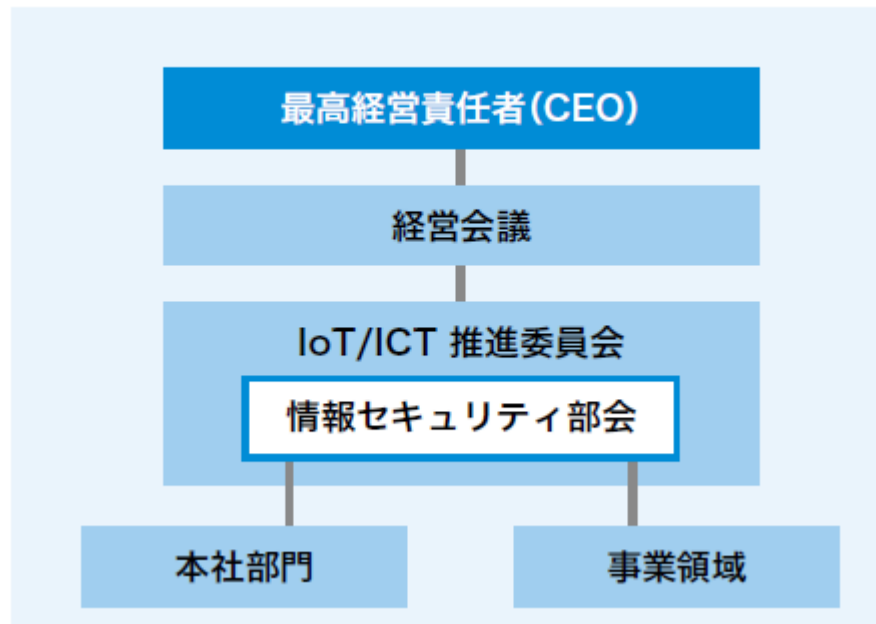 最高経営責任者(CEO)
経営会議
IoT/ICT 推進委員会
情報セキュリティ部会
本社部門
事業領域